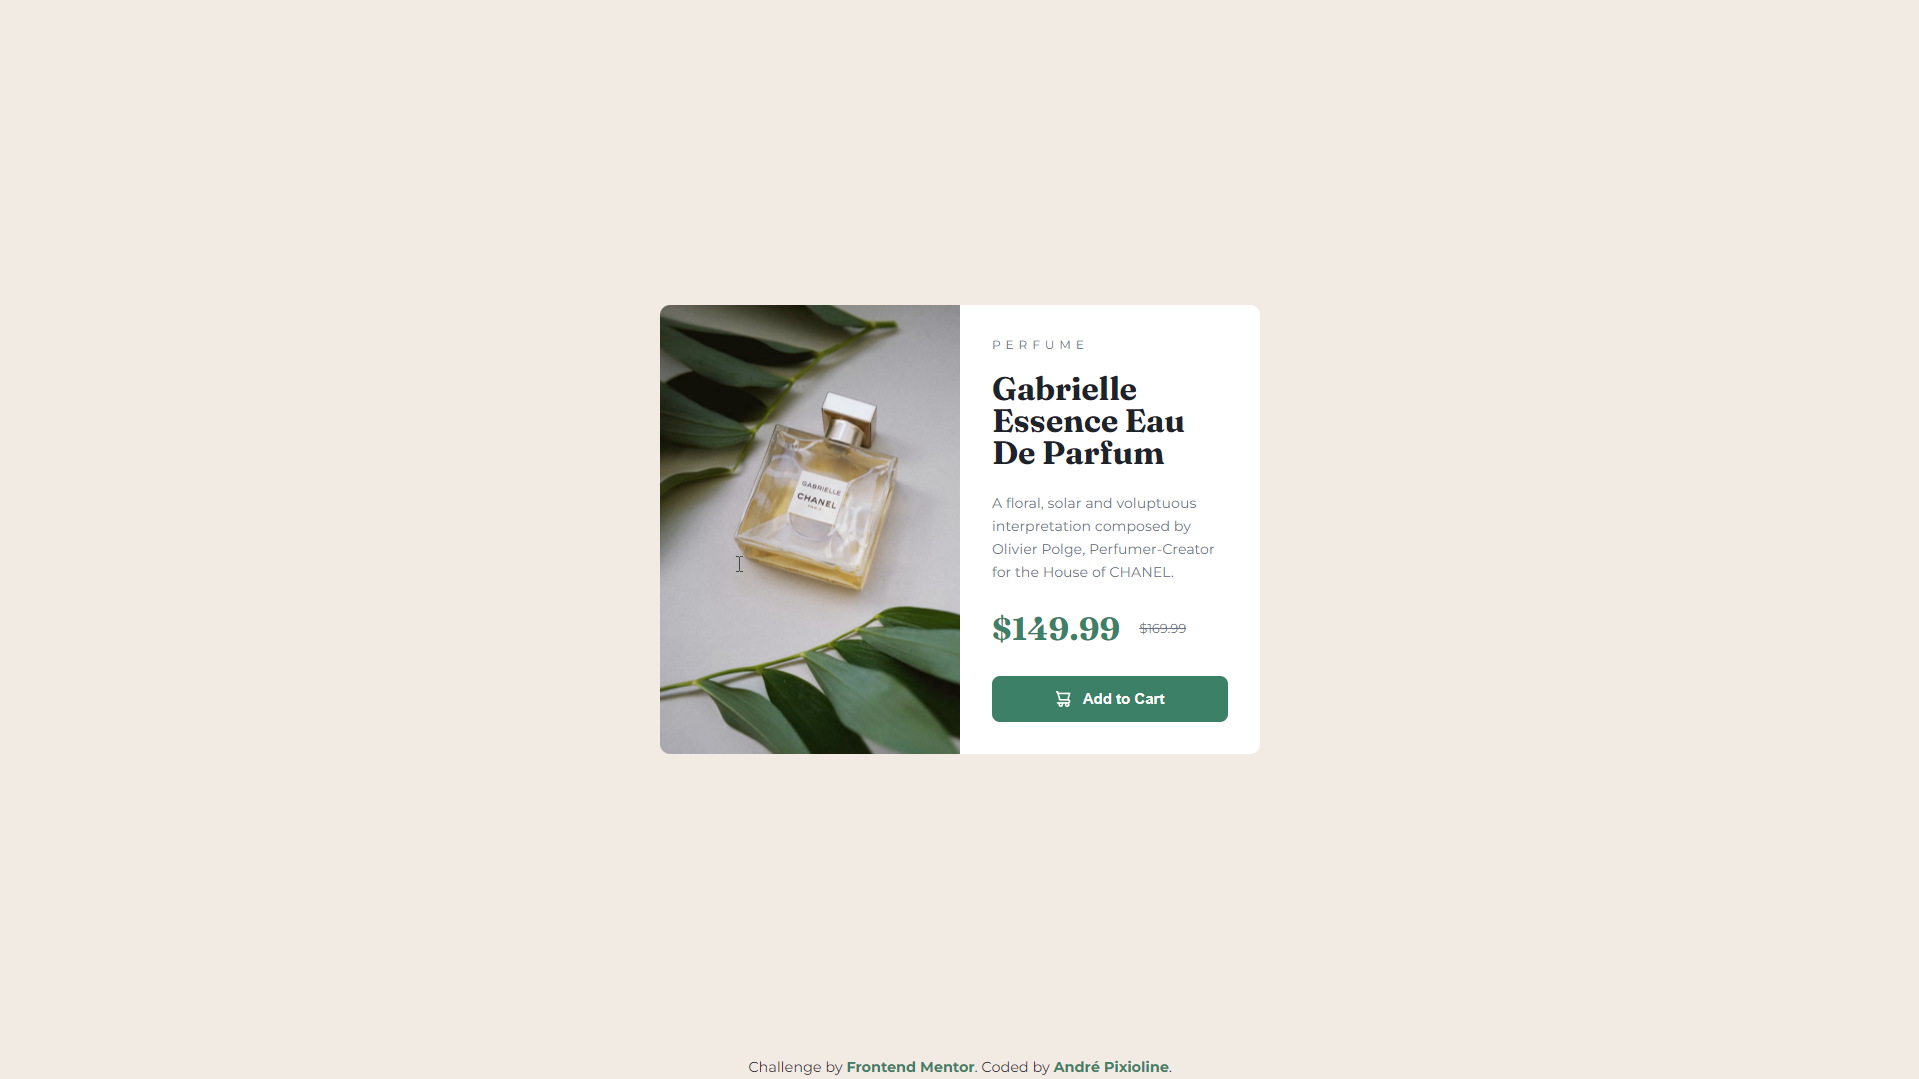 PERFUME
Gabrielle
Essence Eau
De Parfum
A floral, solar and voluptuous
interpretation composed by
Olivier Polge, Perfumer-Creator
for the House of CHANEL.
$149.99 $169.99
Add to Cart
GABRIELLE
CHANEL
PARIS
Challenge by Frontend Mentor. Coded by André Pixioline.